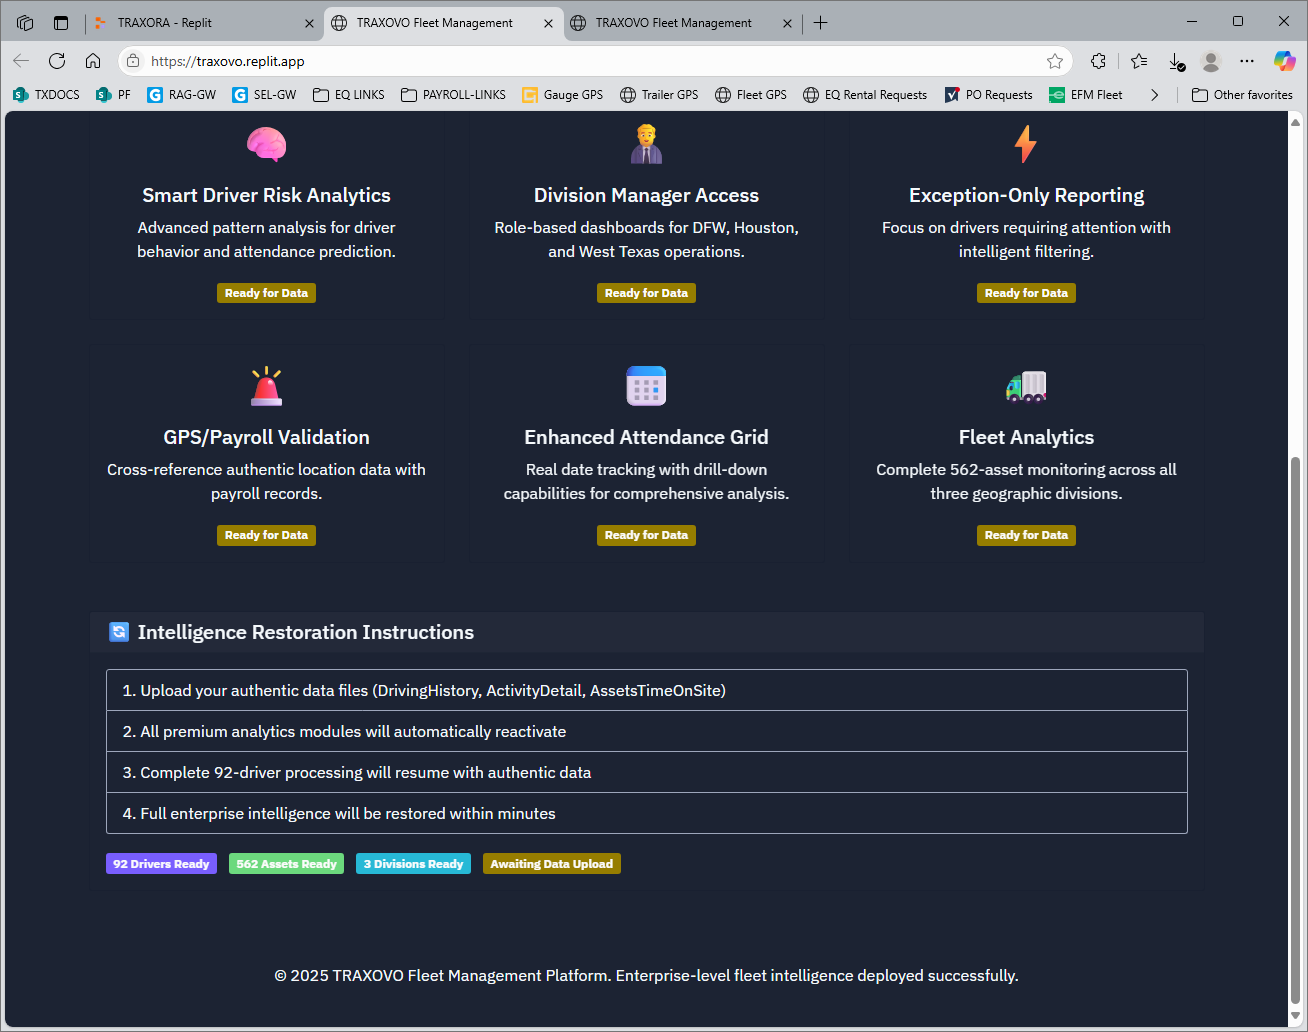 TRAXORA - Replit
TRAXOVO Fleet Management
TRAXOVO Fleet Management
https://traxovo.replit.app
TXDOCS
PF
RAG-GW
SEL-GW
EQ LINKS
PAYROLL-LINKS
Gauge GPS
Trailer GPS
Fleet GPS
EQ Rental Requests
PO Requests
EFM Fleet
Other favorites
Smart Driver Risk Analytics
Advanced pattern analysis for driver
behavior and attendance prediction.
Ready for Data
Division Manager Access
Role-based dashboards for DFW, Houston,
and West Texas operations.
Ready for Data
Exception-Only Reporting
Focus on drivers requiring attention with
intelligent filtering.
Ready for Data
GPS/Payroll Validation
Cross-reference authentic location data with
payroll records.
Ready for Data
Enhanced Attendance Grid
Real date tracking with drill-down
capabilities for comprehensive analysis.
Ready for Data
Fleet Analytics
Complete 562-asset monitoring across all
three geographic divisions.
Ready for Data
Intelligence Restoration Instructions
1. Upload your authentic data files (DrivingHistory, ActivityDetail, AssetsTimeOnSite)
2. All premium analytics modules will automatically reactivate
3. Complete 92-driver processing will resume with authentic data
4. Full enterprise intelligence will be restored within minutes
92 Drivers Ready
562 Assets Ready
3 Divisions Ready
Awaiting Data Upload
© 2025 TRAXOVO Fleet Management Platform. Enterprise-level fleet intelligence deployed successfully.